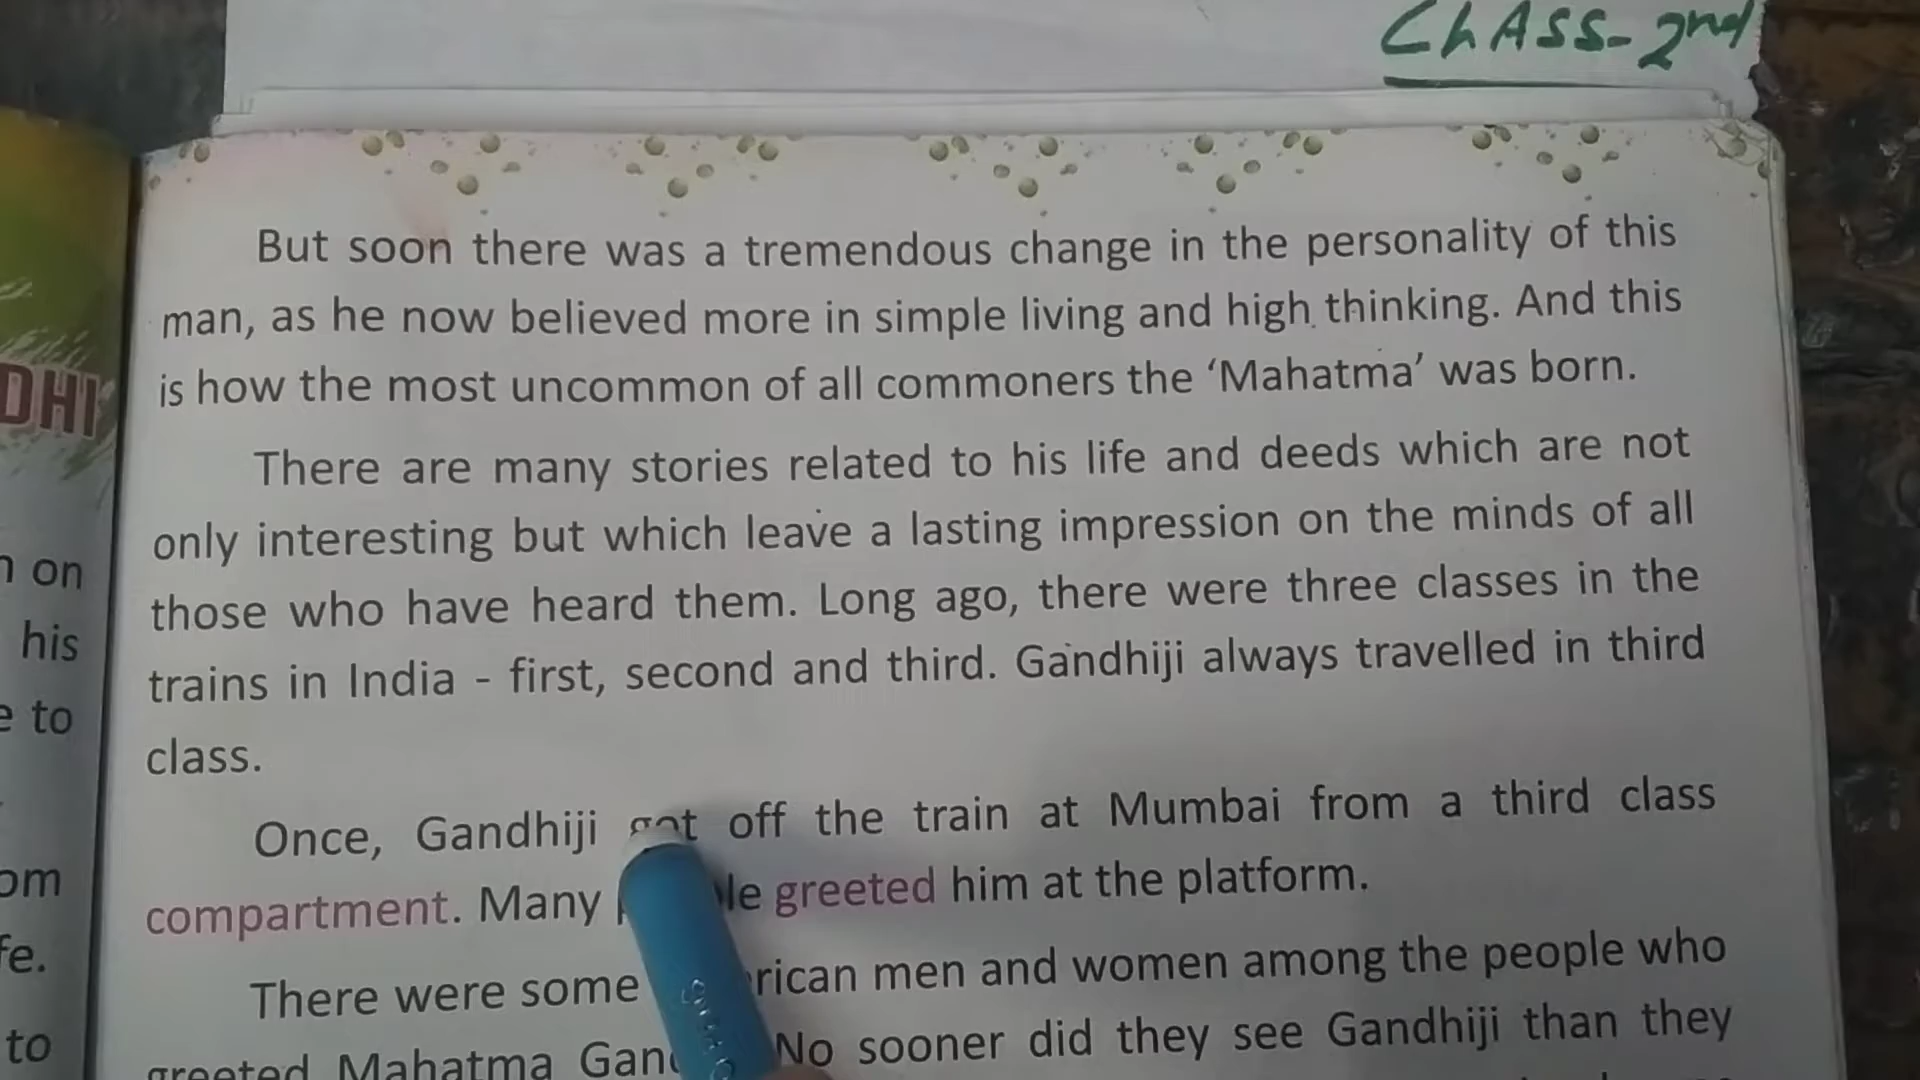 CLASS-2nd
DHI
on
his
to
fe.
to
But soon there was a tremendous change in the personality of this
man, as he now believed more in simple living and high thinking. And this
is how the most uncommon of all commoners the ‘Mahatma’ was born.
There are many stories related to his life and deeds which are not
only interesting but which leave a lasting impression on the minds of all
those who have heard them. Long ago, there were three classes in the
trains in India - first, second and third. Gandhiji always travelled in third
class.
Once, Gandhiji got off the train at Mumbai from a third class
compartment. Many greeted him at the platform.
There were some men and women among the people who
greeted Mahatma No sooner did they see Gandhiji than they